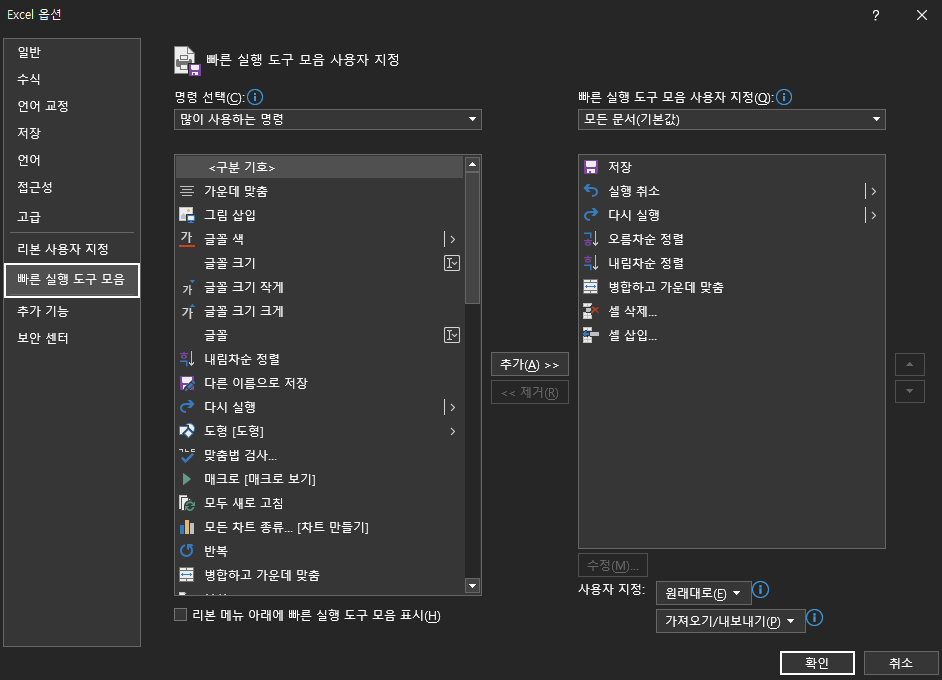 Excel 옵션
?
일반
수식
언어 교정
저장
언어
접근성
고급
리본 사용자 지정
빠른 실행 도구 모음
추가 기능
보안 센터
빠른 실행 도구 모음 사용자 지정
명령 선택(C):
많이 사용하는 명령
<구분 기호>
가운데 맞춤
그림 삽입
글꼴 색
글꼴 크기
글꼴 크기 작게
글꼴 크기 크게
글꼴
내림차순 정렬
다른 이름으로 저장
다시 실행
도형 [도형]
맞춤법 검사...
매크로 [매크로 보기]
모두 새로 고침
모든 차트 종류... [차트 만들기]
반복
병합하고 가운데 맞춤
리본 메뉴 아래에 빠른 실행 도구 모음 표시(H)
추가(A) >>
<< 제거(R)
빠른 실행 도구 모음 사용자 지정(Q):
모든 문서(기본값)
저장
실행 취소
다시 실행
오름차순 정렬
내림차순 정렬
병합하고 가운데 맞춤
셀 삭제...
셀 삽입...
수정(M)...
사용자 지정:
원래대로(E)
가져오기/내보내기(P)
확인
취소